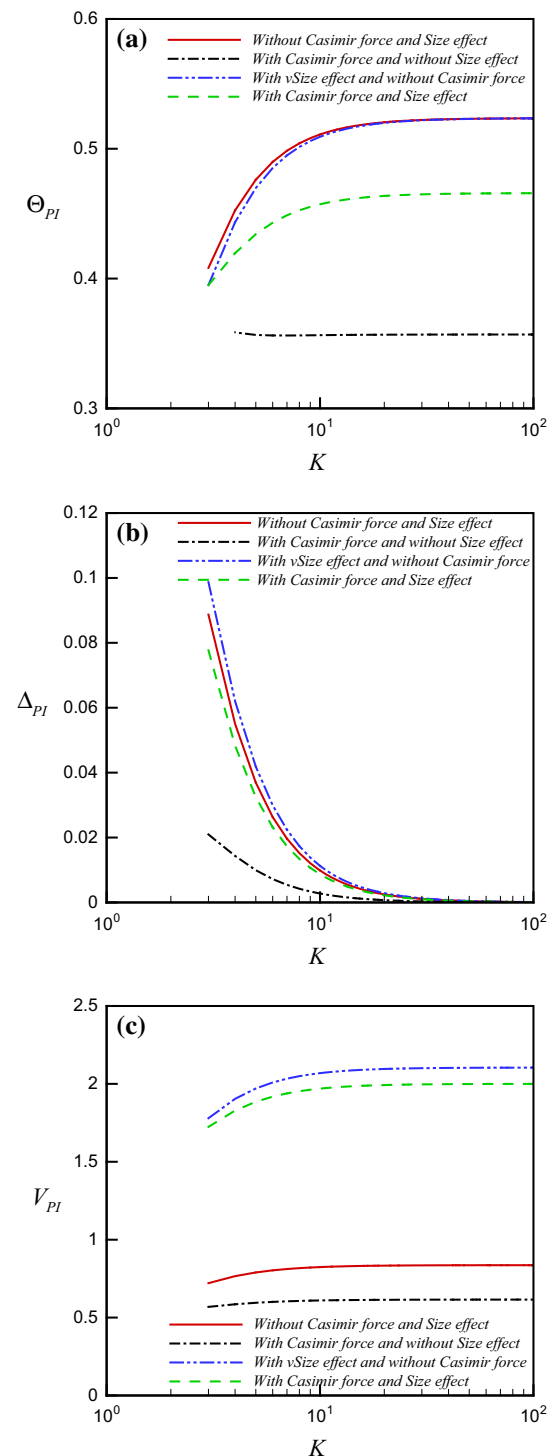 0.6
(a)
Without Casimir force and Size effect
With Casimir force and without Size effect
With vSize effect and without Casimir force
With Casimir force and Size effect
0.5
Θ_PI
0.4
0.3
10^0 10^1 10^2
K
0.12
(b)
Without Casimir force and Size effect
With Casimir force and without Size effect
With vSize effect and without Casimir force
With Casimir force and Size effect
0.1
0.08
Δ_PI
0.06
0.04
0.02
0
10^0 10^1 10^2
K
2.5
(c)
2
1.5
V_PI
1
0.5
Without Casimir force and Size effect
With Casimir force and without Size effect
With vSize effect and without Casimir force
With Casimir force and Size effect
0
10^0 10^1 10^2
K